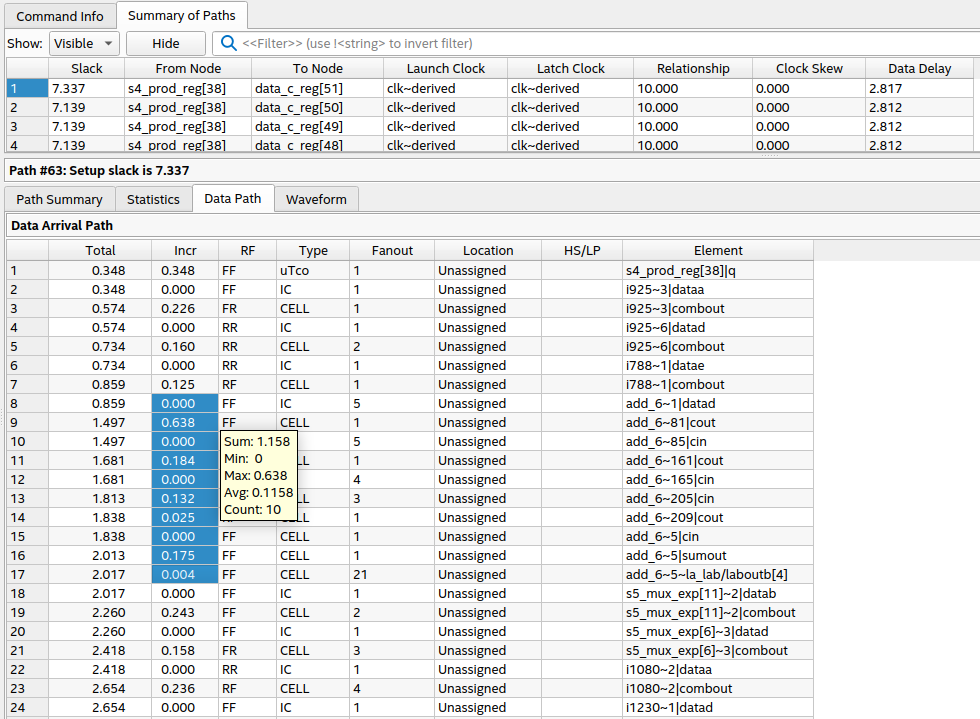 Command Info Summary of Paths
Show: Visible Hide <<Filter>> (use !<string> to invert filter)
Slack From Node To Node Launch Clock Latch Clock Relationship Clock Skew Data Delay
1 7.337 s4_prod_reg[38] data_c_reg[51] clk~derived clk~derived 10.000 0.000 2.817
2 7.139 s4_prod_reg[38] data_c_reg[50] clk~derived clk~derived 10.000 0.000 2.812
3 7.139 s4_prod_reg[38] data_c_reg[49] clk~derived clk~derived 10.000 0.000 2.812
4 7.139 s4_prod_reg[38] data_c_reg[48] clk~derived clk~derived 10.000 0.000 2.812
Path #63: Setup slack is 7.337
Path Summary Statistics Data Path Waveform
Data Arrival Path
Total Incr RF Type Fanout Location HS/LP Element
1 0.348 0.348 FF uTco 1 Unassigned s4_prod_reg[38]|q
2 0.348 0.000 FF IC 1 Unassigned i925~3|dataa
3 0.574 0.226 FR CELL 1 Unassigned i925~3|combout
4 0.574 0.000 RR IC 1 Unassigned i925~6|datad
5 0.734 0.160 RR CELL 2 Unassigned i925~6|combout
6 0.734 0.000 RR IC 1 Unassigned i788~1|datae
7 0.859 0.125 RF CELL 1 Unassigned i788~1|combout
8 0.859 0.000 FF IC 5 Unassigned add_6~1|datad
9 1.497 0.638 FF CELL 1 Unassigned add_6~81|cout
10 1.497 0.000 5 Unassigned add_6~85|cin
11 1.681 0.184 LL 1 Unassigned add_6~161|cout
12 1.681 0.000 4 Unassigned add_6~165|cin
13 1.813 0.132 LL 3 Unassigned add_6~205|cin
14 1.838 0.025 LL 1 Unassigned add_6~209|cout
Sum: 1.158
Min: 0
Max: 0.638
Avg: 0.1158
Count: 10
15 1.838 0.000 FF CELL 1 Unassigned add_6~5|cin
16 2.013 0.175 FF CELL 1 Unassigned add_6~5|sumout
17 2.017 0.004 FF CELL 21 Unassigned add_6~5~la_lab/laboutb[4]
18 2.017 0.000 FF IC 1 Unassigned s5_mux_exp[11]~2|datab
19 2.260 0.243 FF CELL 2 Unassigned s5_mux_exp[11]~2|combout
20 2.260 0.000 FF IC 1 Unassigned s5_mux_exp[6]~3|datad
21 2.418 0.158 FR CELL 3 Unassigned s5_mux_exp[6]~3|combout
22 2.418 0.000 RR IC 1 Unassigned i1080~2|dataa
23 2.654 0.236 RF CELL 4 Unassigned i1080~2|combout
24 2.654 0.000 FF IC 1 Unassigned i1230~1|datad